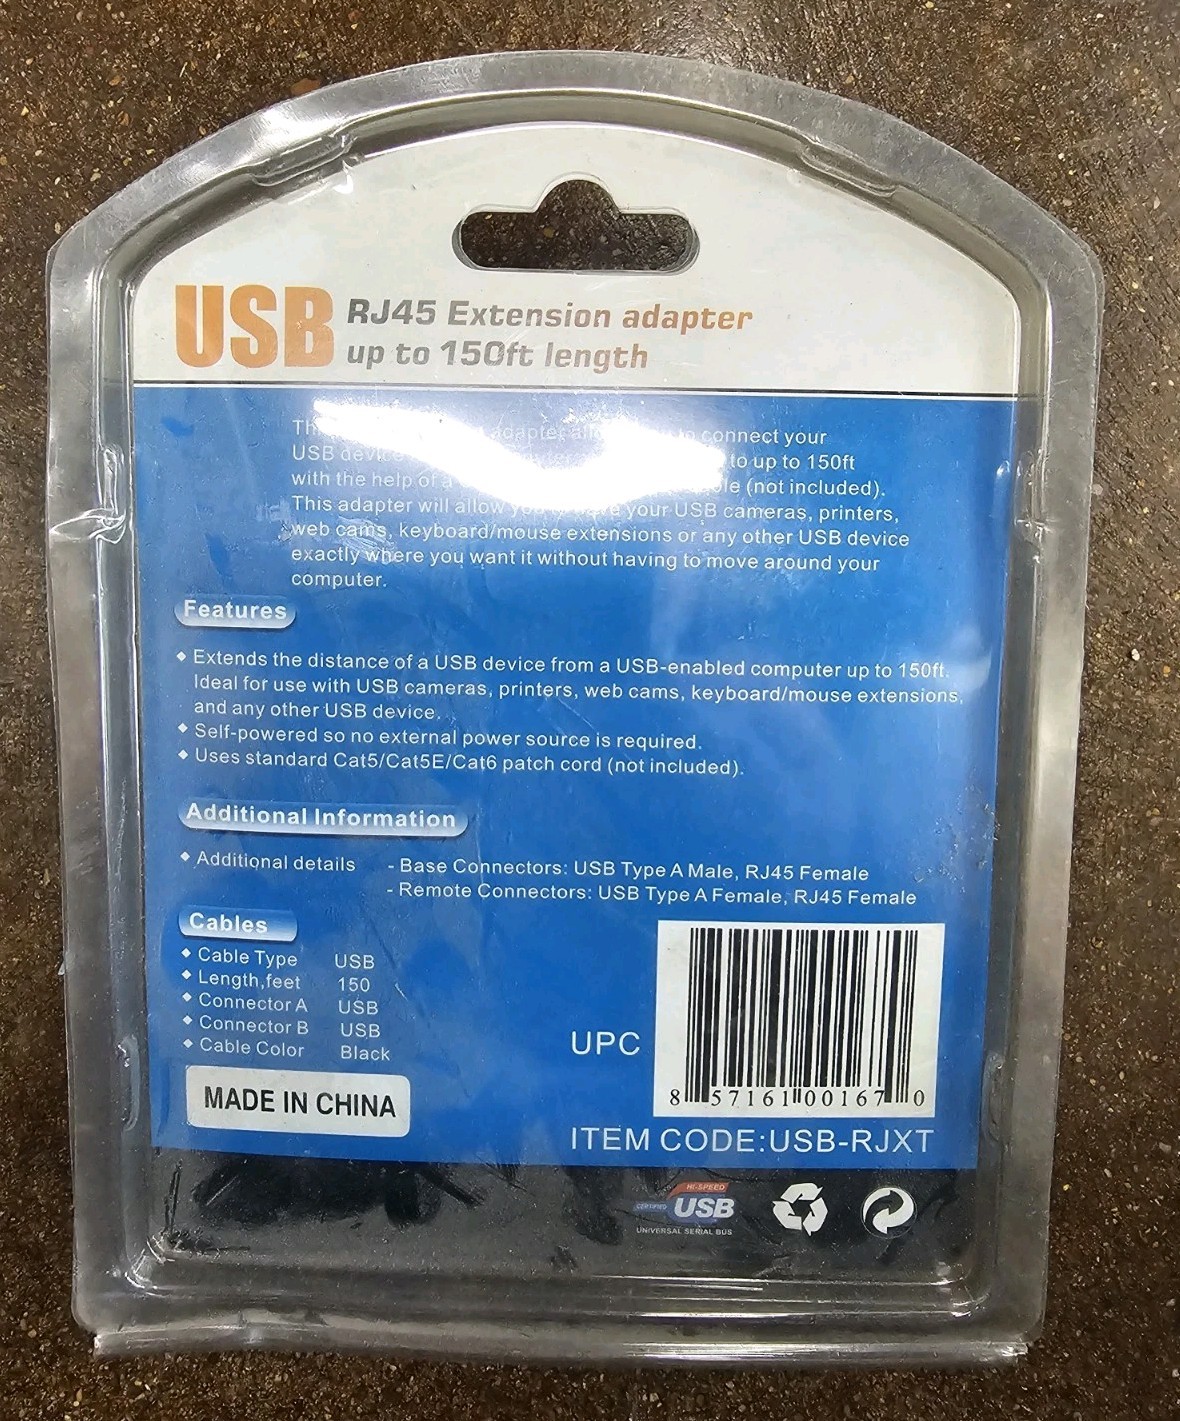 USB RJ45 Extension adapter
up to 150ft length
adapter connect your
USB device to up to 150ft
with the help of a (not included).
This adapter will allow you your USB cameras, printers,
web cams, keyboard/mouse extensions or any other USB device
exactly where you want it without having to move around your
computer.
Features
◆ Extends the distance of a USB device from a USB-enabled computer up to 150ft.
Ideal for use with USB cameras, printers, web cams, keyboard/mouse extensions,
and any other USB device.
◆ Self-powered so no external power source is required.
◆ Uses standard Cat5/Cat5E/Cat6 patch cord (not included).
Additional Information
◆ Additional details - Base Connectors: USB Type A Male, RJ45 Female
- Remote Connectors: USB Type A Female, RJ45 Female
Cables
◆ Cable Type USB
◆ Length,feet 150
◆ Connector A USB
◆ Connector B USB
◆ Cable Color Black
MADE IN CHINA
UPC
8 57161 00167 0
ITEM CODE:USB-RJXT
HI-SPEED
CERTIFIED USB
UNIVERSAL SERIAL BUS